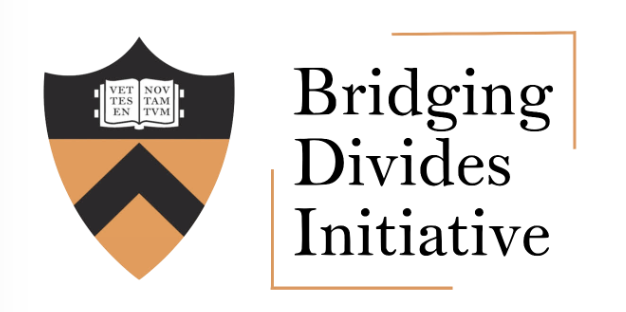 VET NOV
TES TAM
EN TVM
Bridging
Divides
Initiative